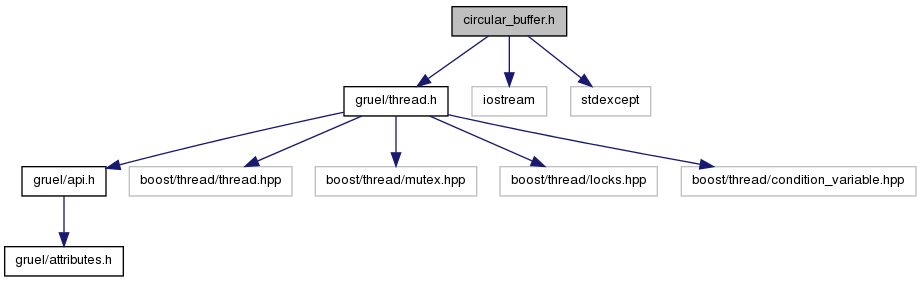 circular_buffer.h
gruel/thread.h
iostream
stdexcept
gruel/api.h
boost/thread/thread.hpp
boost/thread/mutex.hpp
boost/thread/locks.hpp
boost/thread/condition_variable.hpp
gruel/attributes.h